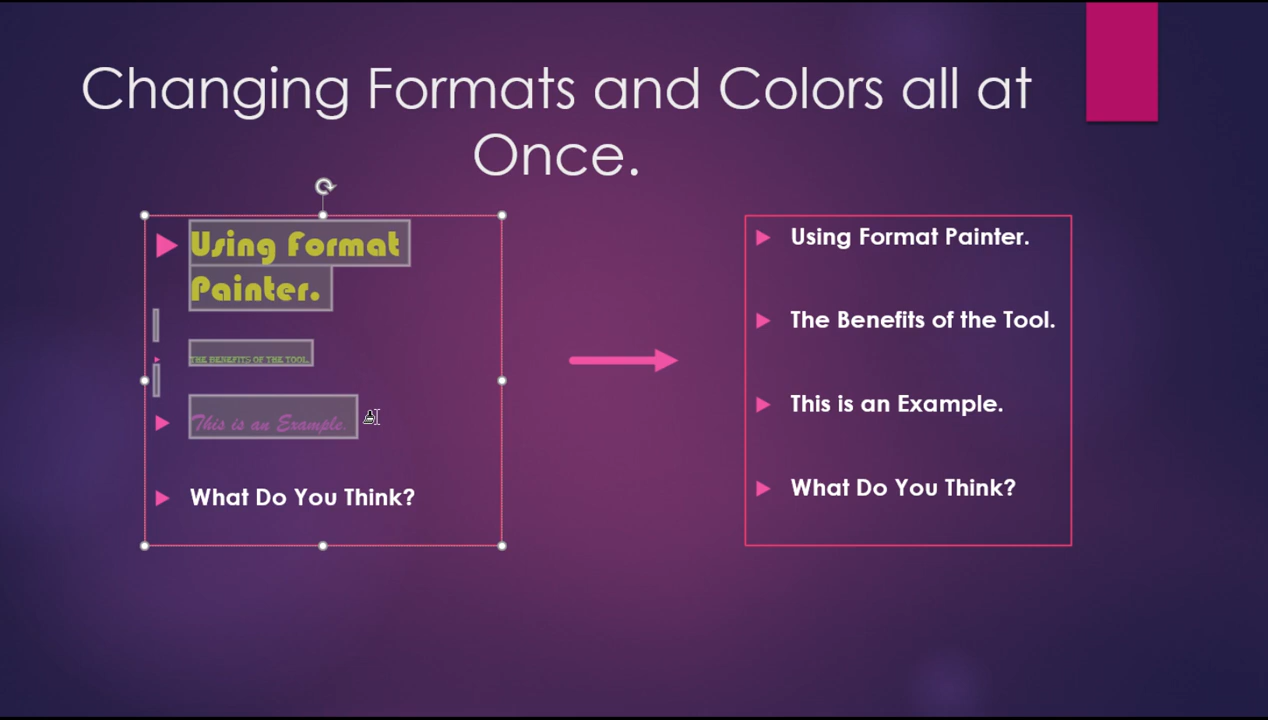 Changing Formats and Colors all at
Once.
Using Format
Painter.
THE BENEFITS OF THE TOOL.
This is an Example.
What Do You Think?
Using Format Painter.
The Benefits of the Tool.
This is an Example.
What Do You Think?